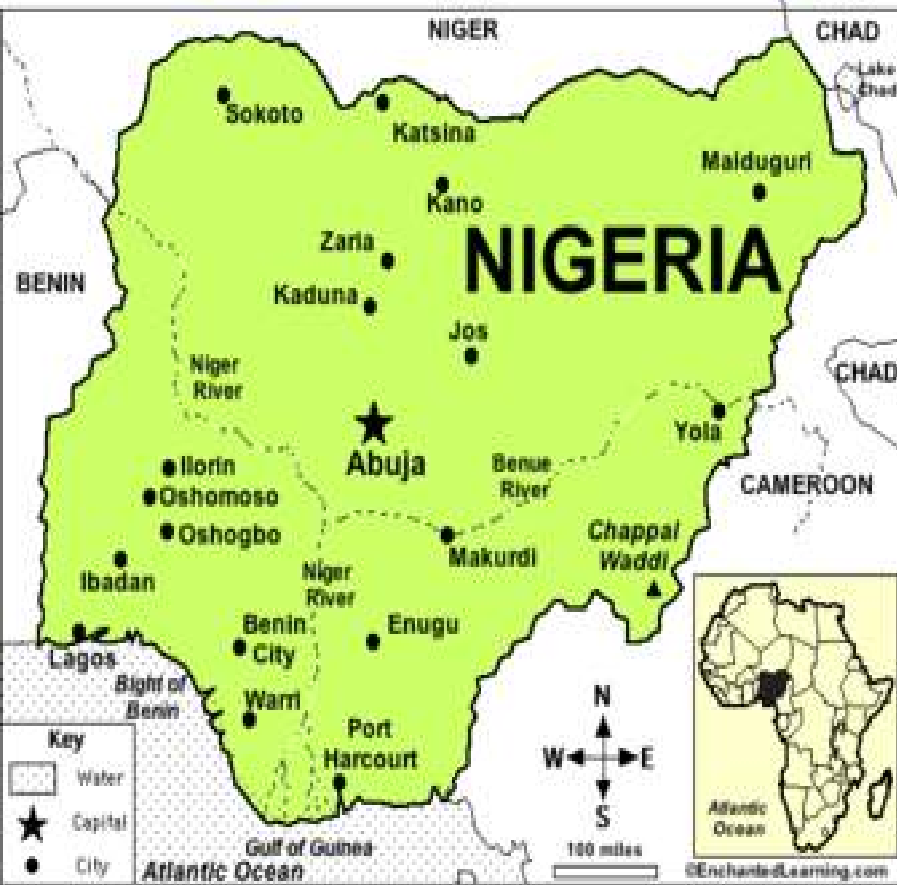 NIGER
CHAD
Lake
Chad
Sokoto
Katsina
Maiduguri
Kano
Zaria
NIGERIA
BENIN
Kaduna
Jos
Niger
River
CHAD
Yola
Abuja
Benue
River
Ilorin
CAMEROON
Oshomoso
Oshogbo
Chappal
Waddi
Makurdi
Ibadan
Niger
River
Benin
City
Enugu
Lagos
Bight of
Benin
Warri
N
Port
Harcourt
W
E
S
Key
Water
Capital
City
Atlantic
Ocean
Gulf of Guinea
Atlantic Ocean
100 miles
©EnchantedLearning.com